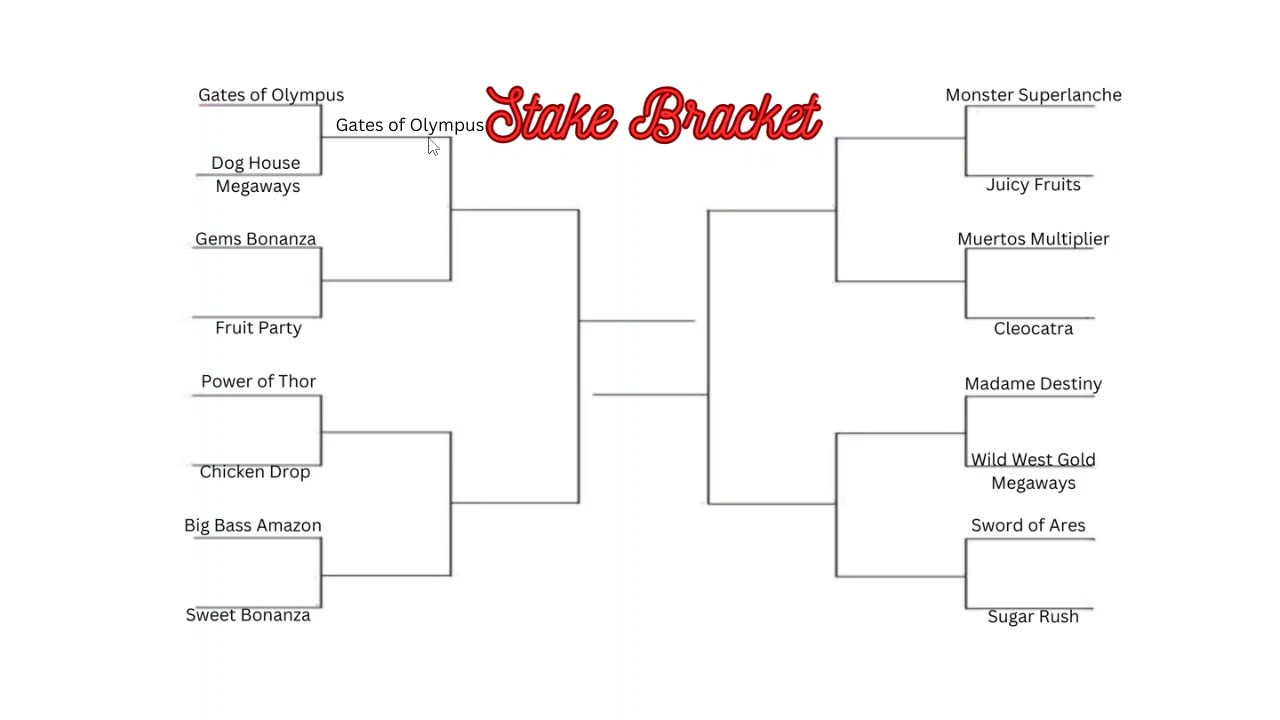 Stake Bracket
Gates of Olympus
Gates of Olympus
Dog House
Megaways
Gems Bonanza
Fruit Party
Power of Thor
Chicken Drop
Big Bass Amazon
Sweet Bonanza
Monster Superlanche
Juicy Fruits
Muertos Multiplier
Cleocatra
Madame Destiny
Wild West Gold
Megaways
Sword of Ares
Sugar Rush